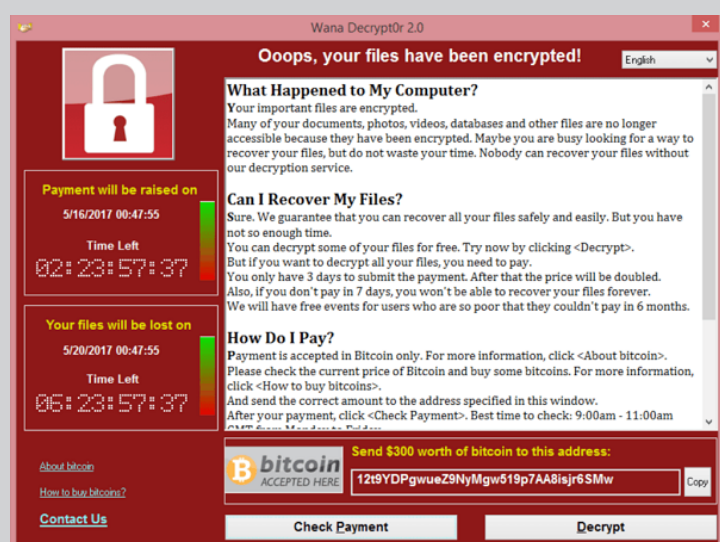 Wana Decrypt0r 2.0
Ooops, your files have been encrypted!
English
What Happened to My Computer?
Your important files are encrypted.
Many of your documents, photos, videos, databases and other files are no longer
accessible because they have been encrypted. Maybe you are busy looking for a way to
recover your files, but do not waste your time. Nobody can recover your files without
our decryption service.
Can I Recover My Files?
Sure. We guarantee that you can recover all your files safely and easily. But you have
not so enough time.
You can decrypt some of your files for free. Try now by clicking <Decrypt>.
But if you want to decrypt all your files, you need to pay.
You only have 3 days to submit the payment. After that the price will be doubled.
Also, if you don't pay in 7 days, you won't be able to recover your files forever.
We will have free events for users who are so poor that they couldn't pay in 6 months.
How Do I Pay?
Payment is accepted in Bitcoin only. For more information, click <About bitcoin>.
Please check the current price of Bitcoin and buy some bitcoins. For more information,
click <How to buy bitcoins>.
And send the correct amount to the address specified in this window.
After your payment, click <Check Payment>. Best time to check: 9:00am - 11:00am
GMT from Monday to Friday.
Payment will be raised on
5/16/2017 00:47:55
Time Left
02:23:57:37
Your files will be lost on
5/20/2017 00:47:55
Time Left
06:23:57:37
About bitcoin
How to buy bitcoins?
Contact Us
bitcoin
ACCEPTED HERE
Send $300 worth of bitcoin to this address:
12t9YDPgwueZ9NyMgw519p7AA8isjr6SMw
Copy
Check Payment
Decrypt